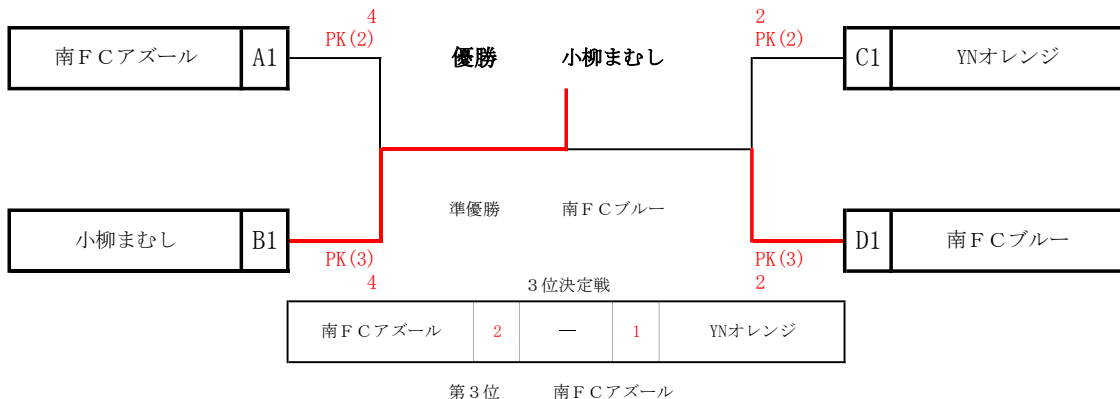 4 2
PK(2) PK(2)
南ＦＣアズール A1 優勝 小柳まむし C1 YNオレンジ
準優勝 南ＦＣブルー
小柳まむし B1 D1 南ＦＣブルー
PK(3) PK(3)
4 2
３位決定戦
南ＦＣアズール 2 － 1 YNオレンジ
第３位 南ＦＣアズール